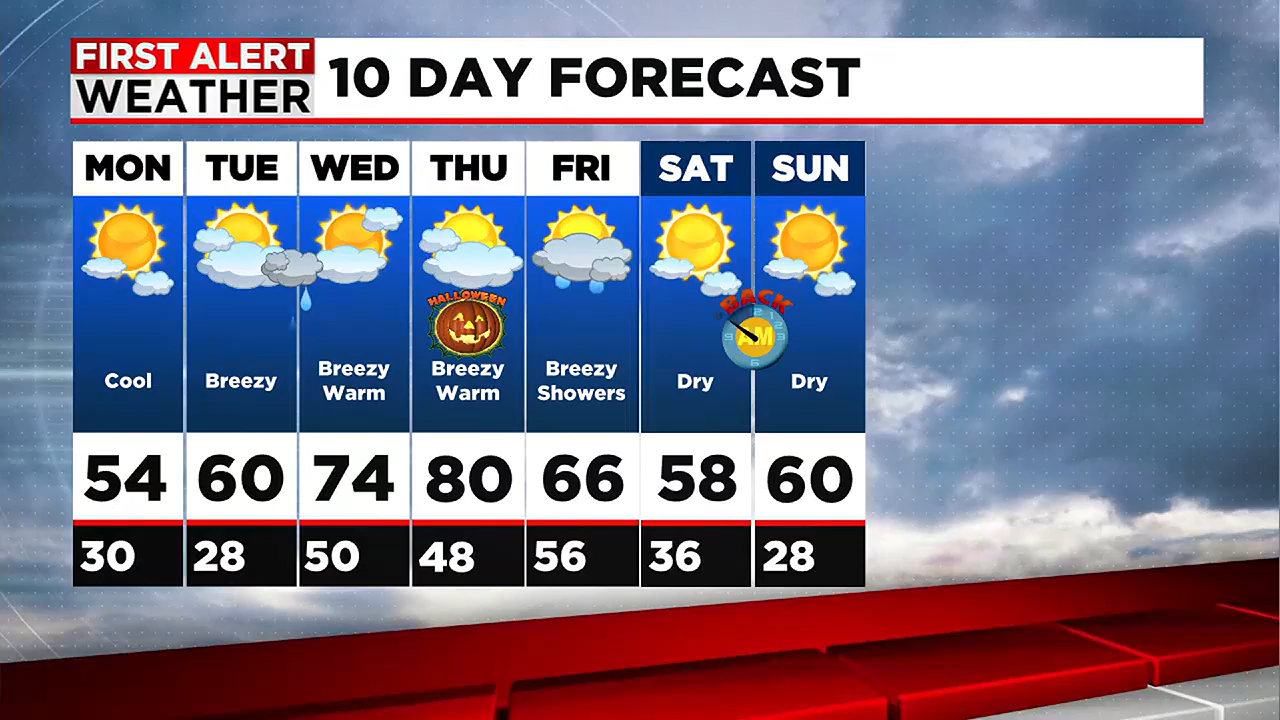 FIRST ALERT
WEATHER
10 DAY FORECAST
MON TUE WED THU FRI SAT SUN
HALLOWEEN
BACK
AM
Cool
Breezy
Breezy
Warm
Breezy
Warm
Breezy
Showers
Dry
Dry
54 60 74 80 66 58 60
30 28 50 48 56 36 28